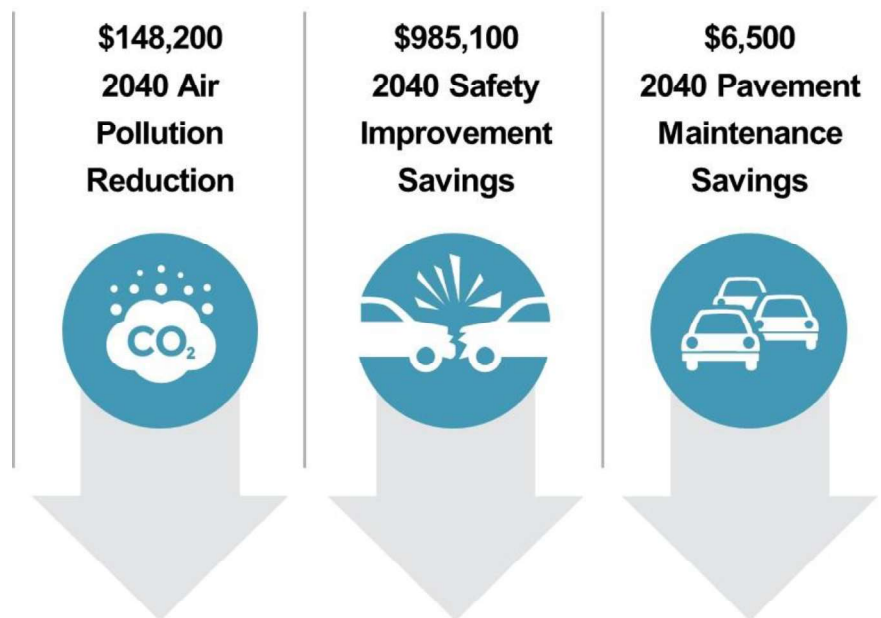 $148,200
2040 Air
Pollution
Reduction
CO₂
$985,100
2040 Safety
Improvement
Savings
$6,500
2040 Pavement
Maintenance
Savings